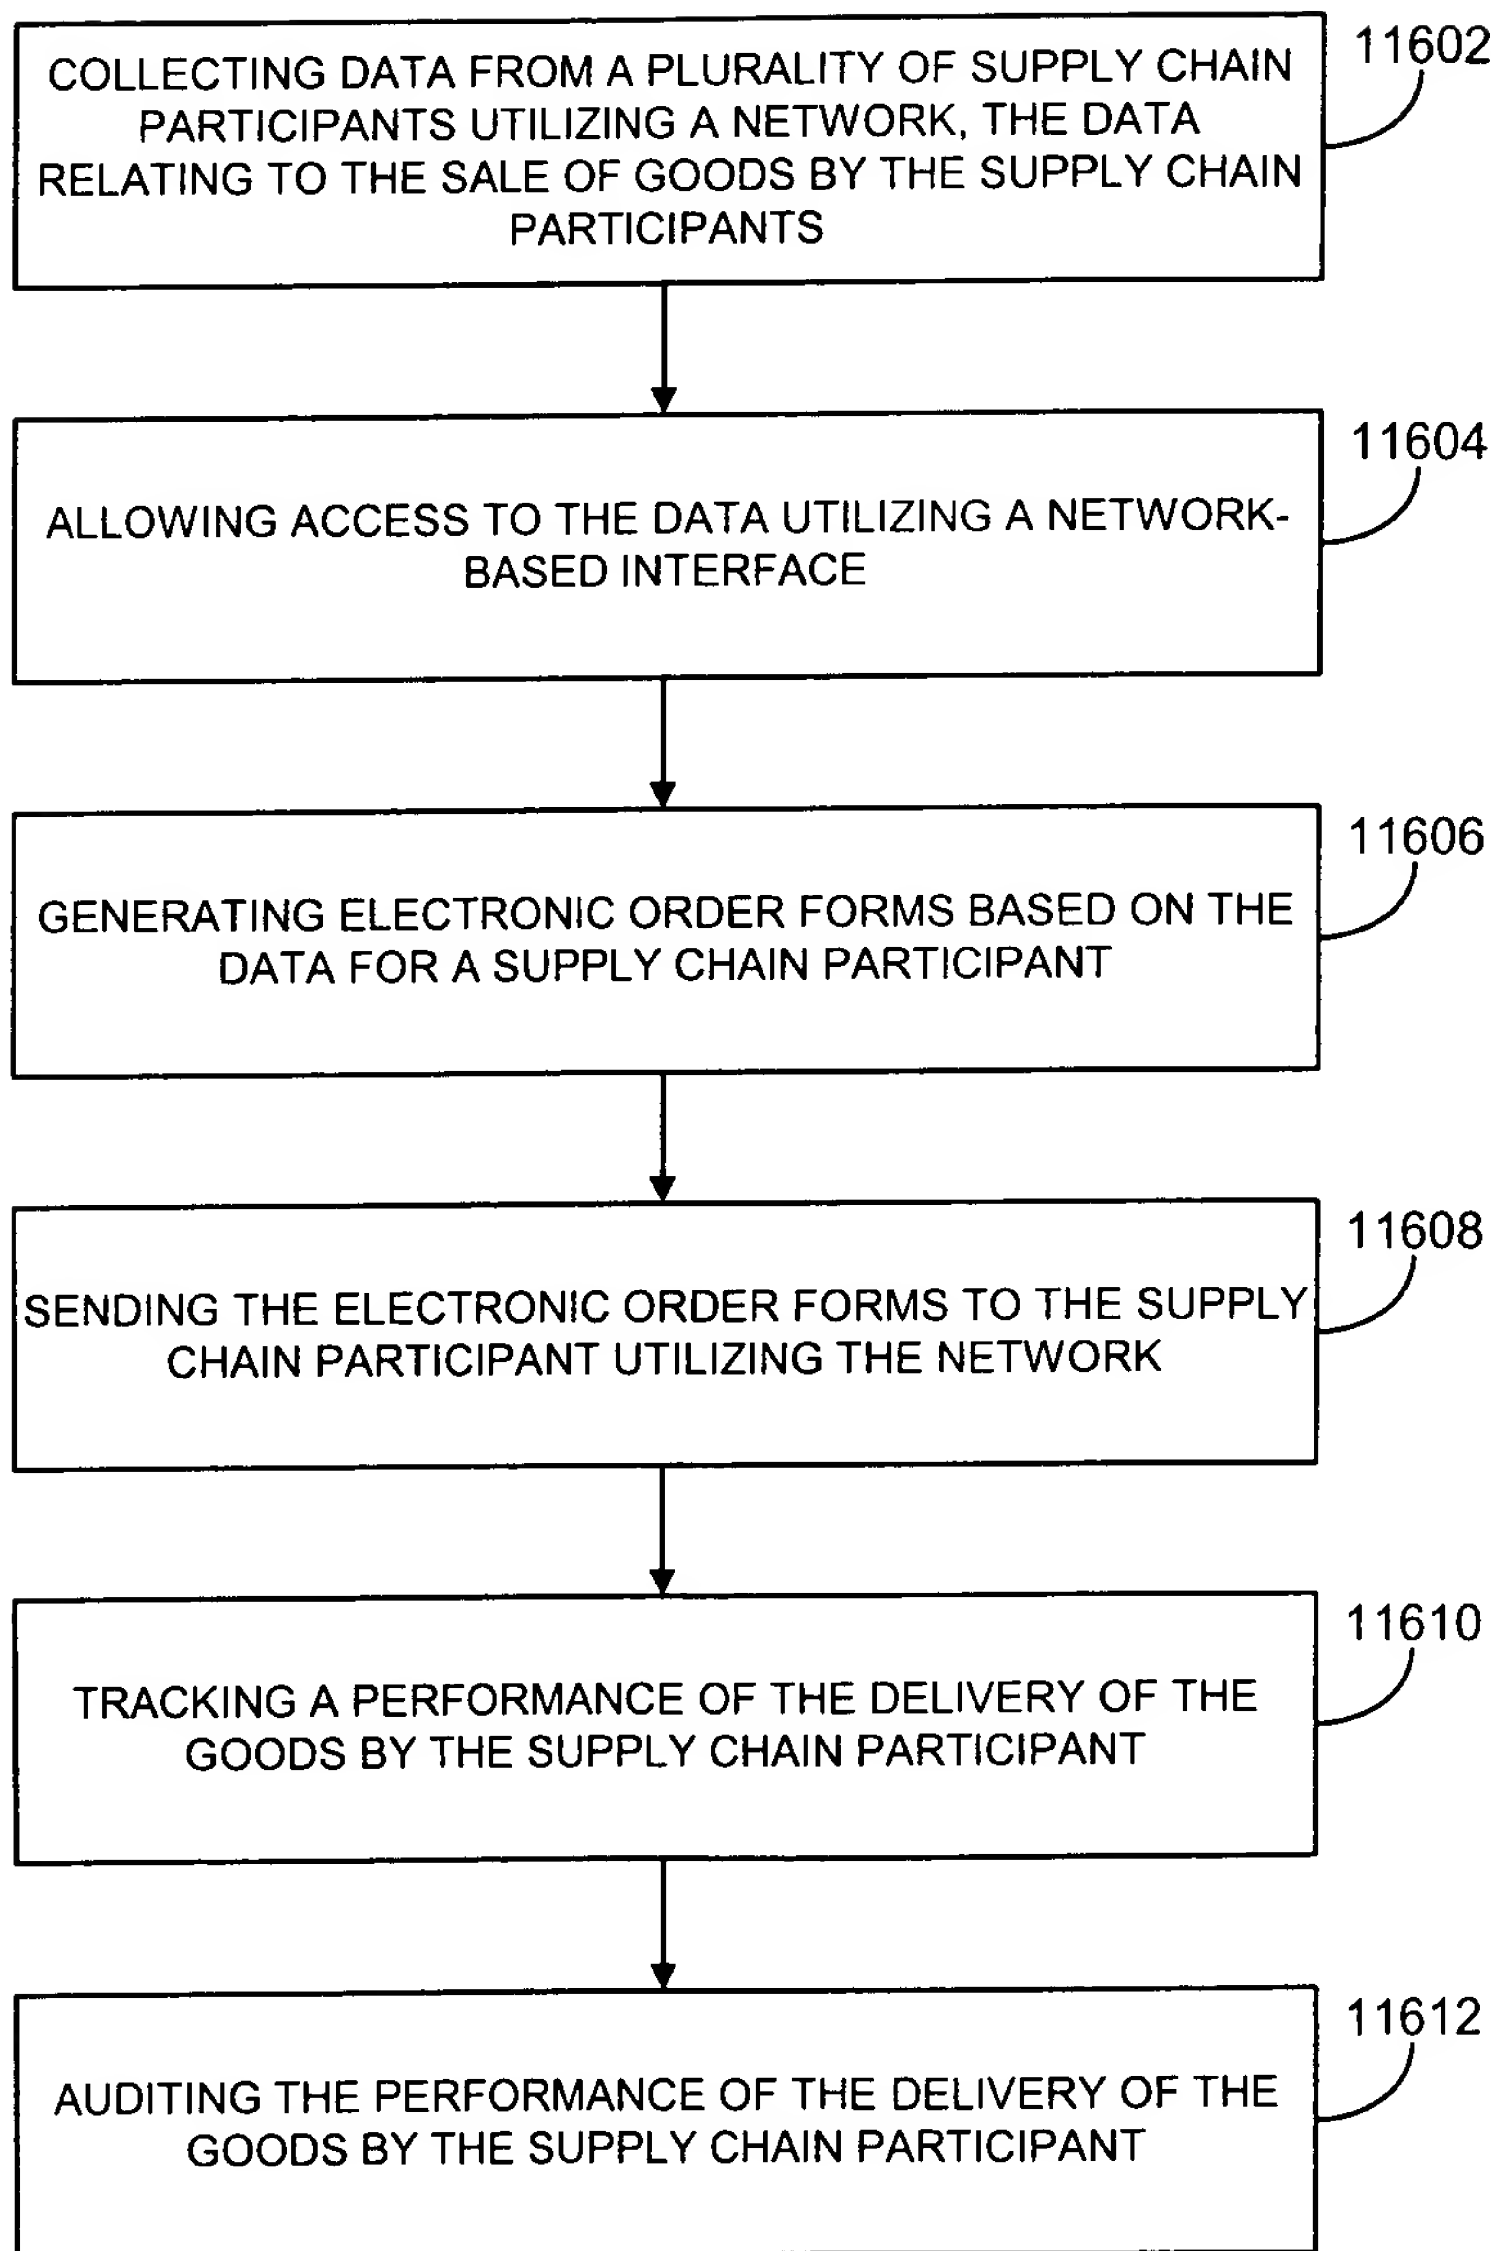 COLLECTING DATA FROM A PLURALITY OF SUPPLY CHAIN
PARTICIPANTS UTILIZING A NETWORK, THE DATA
RELATING TO THE SALE OF GOODS BY THE SUPPLY CHAIN
PARTICIPANTS
11602
ALLOWING ACCESS TO THE DATA UTILIZING A NETWORK-
BASED INTERFACE
11604
GENERATING ELECTRONIC ORDER FORMS BASED ON THE
DATA FOR A SUPPLY CHAIN PARTICIPANT
11606
SENDING THE ELECTRONIC ORDER FORMS TO THE SUPPLY
CHAIN PARTICIPANT UTILIZING THE NETWORK
11608
TRACKING A PERFORMANCE OF THE DELIVERY OF THE
GOODS BY THE SUPPLY CHAIN PARTICIPANT
11610
AUDITING THE PERFORMANCE OF THE DELIVERY OF THE
GOODS BY THE SUPPLY CHAIN PARTICIPANT
11612